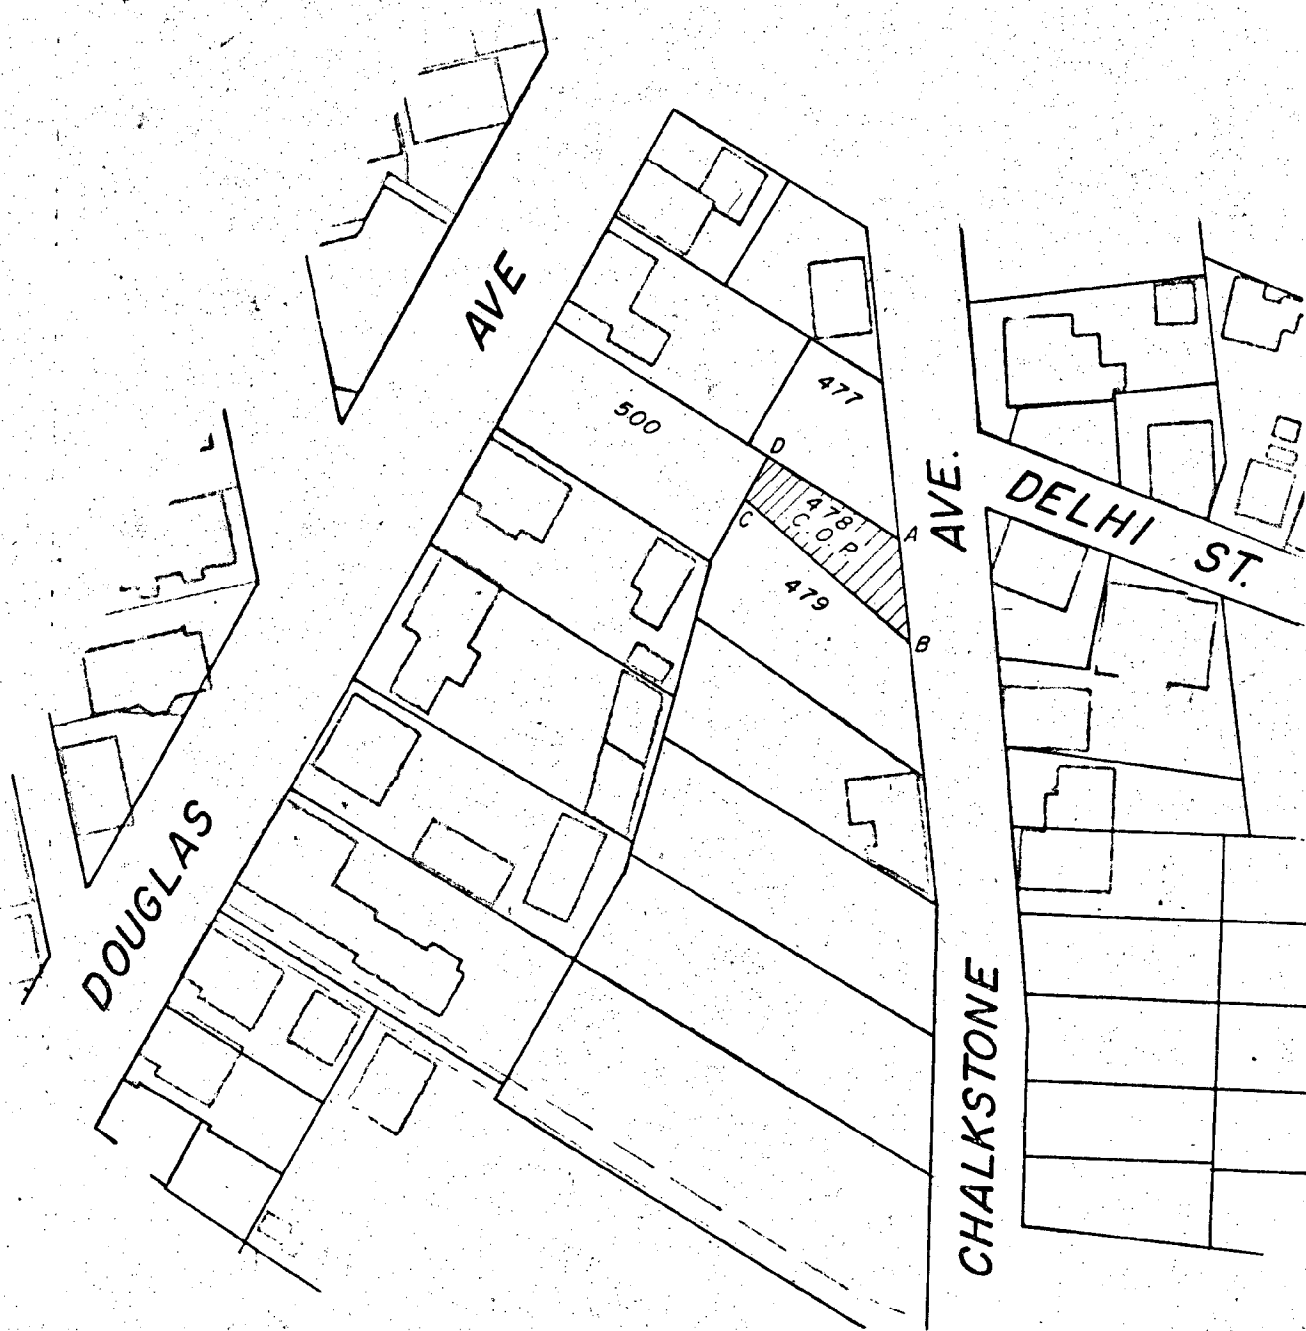 DOUGLAS AVE
CHALKSTONE AVE.
DELHI ST.
477
500
D
478
C.O.P.
A
C
479
B